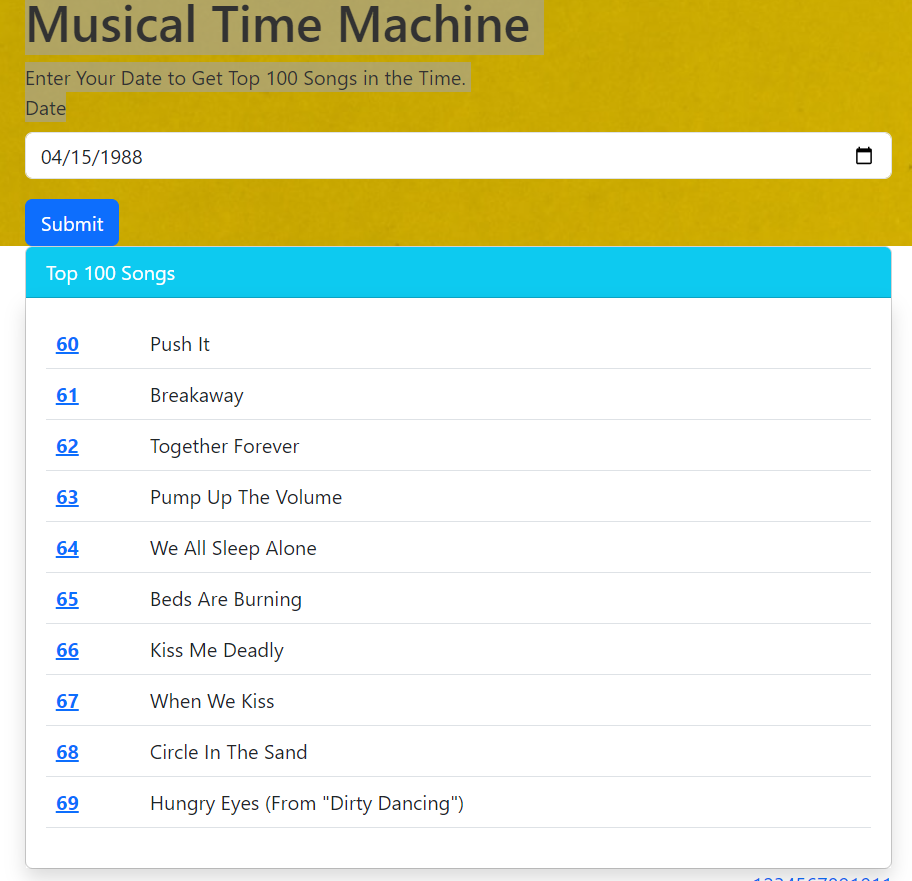 Musical Time Machine
Enter Your Date to Get Top 100 Songs in the Time.
Date
04/15/1988
Submit
Top 100 Songs
60 Push It
61 Breakaway
62 Together Forever
63 Pump Up The Volume
64 We All Sleep Alone
65 Beds Are Burning
66 Kiss Me Deadly
67 When We Kiss
68 Circle In The Sand
69 Hungry Eyes (From "Dirty Dancing")